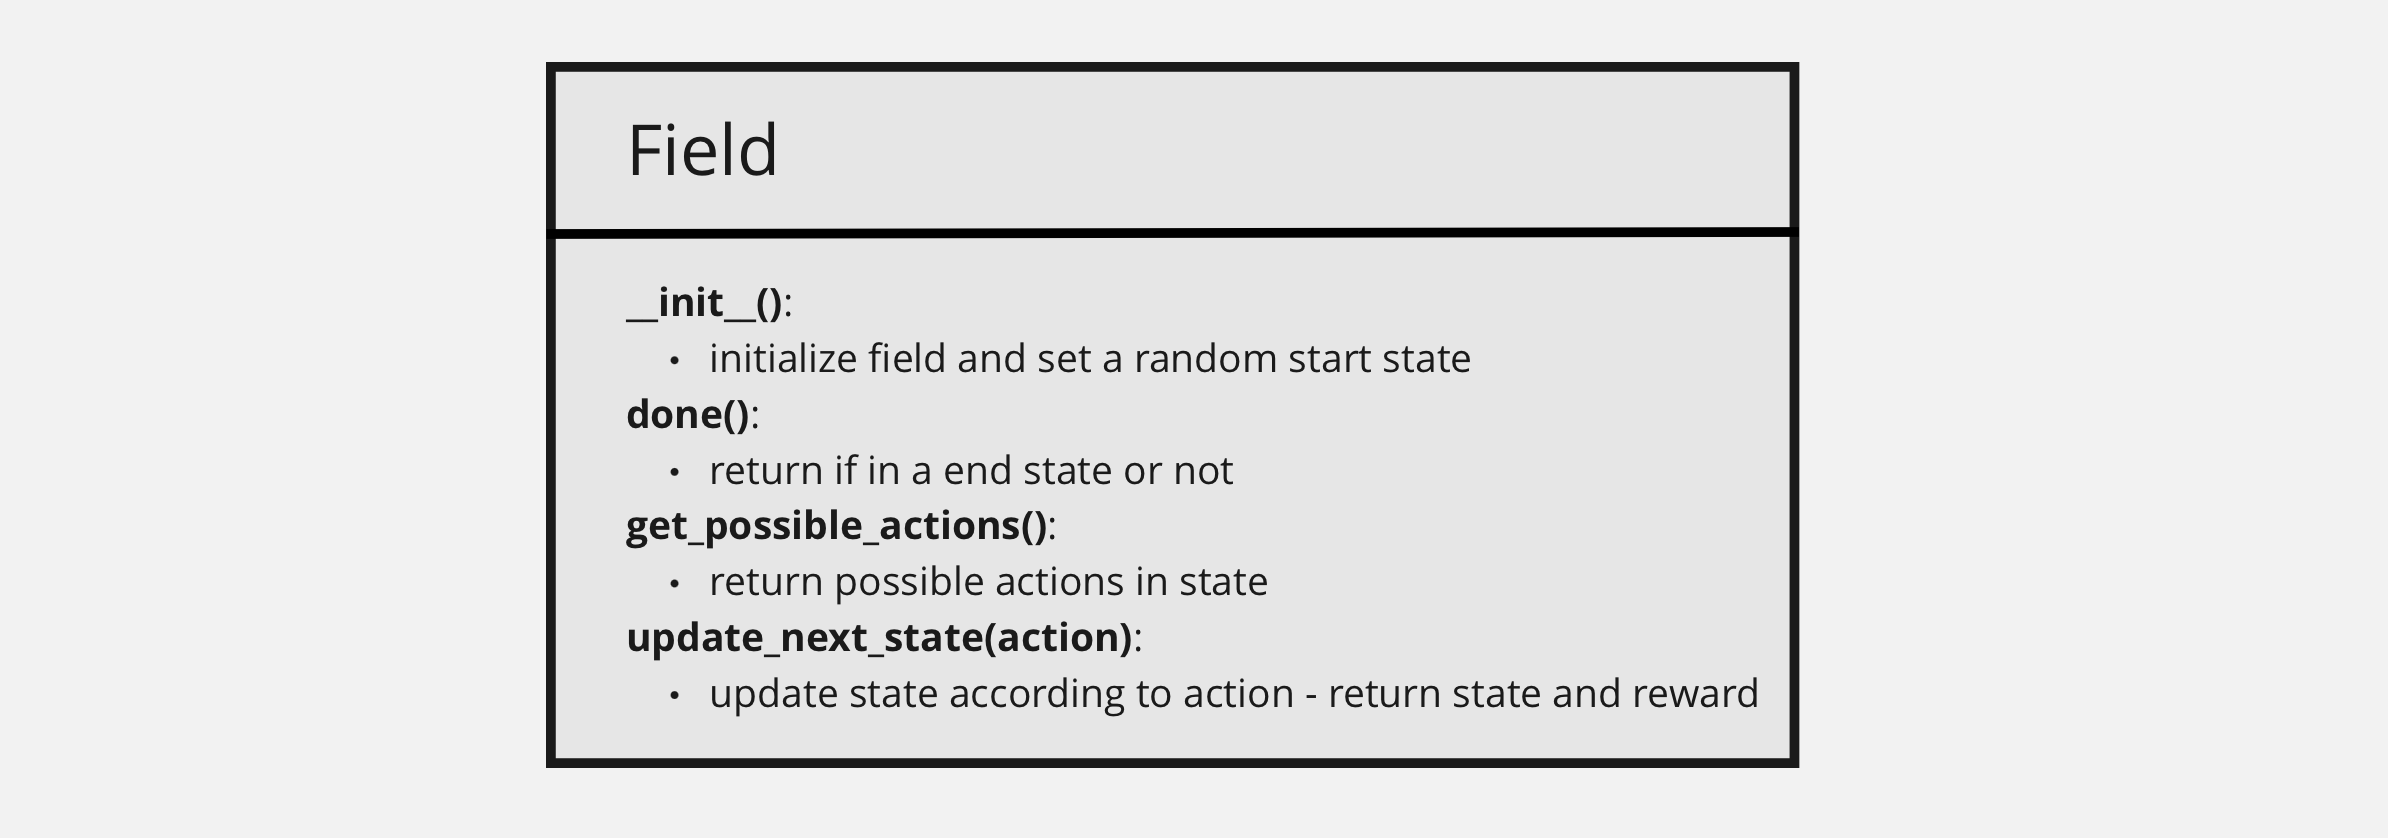 Field
__init__():
• initialize field and set a random start state
done():
• return if in a end state or not
get_possible_actions():
• return possible actions in state
update_next_state(action):
• update state according to action - return state and reward